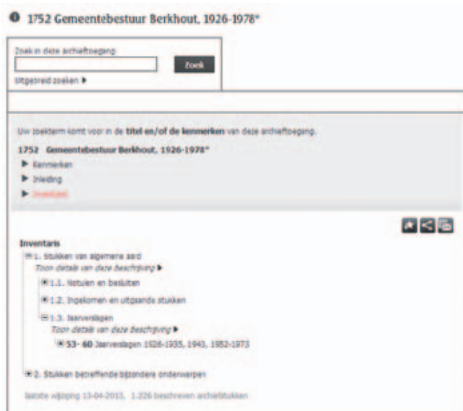 1752 Gemeentebestuur Berkhout, 1926-1978*
Zoek in deze archieftoegang
Zoek
Uitgebreid zoeken
Uw zoekterm komt voor in de titel en/of de kenmerken van deze archieftoegang.
1752 Gemeentebestuur Berkhout, 1926-1978*
Kenmerken
Inleiding
Inventaris
Inventaris
1. Stukken van algemene aard
Toon details van deze beschrijving
1.1. Notulen en besluiten
1.2. Ingekomen en uitgaande stukken
1.3. Jaarverslagen
Toon details van deze beschrijving
53- 60 Jaarverslagen 1926-1935, 1943, 1952-1973
2. Stukken betreffende bijzondere onderwerpen
laatste wijziging 13-04-2013, 1.226 beschreven archiefstukken